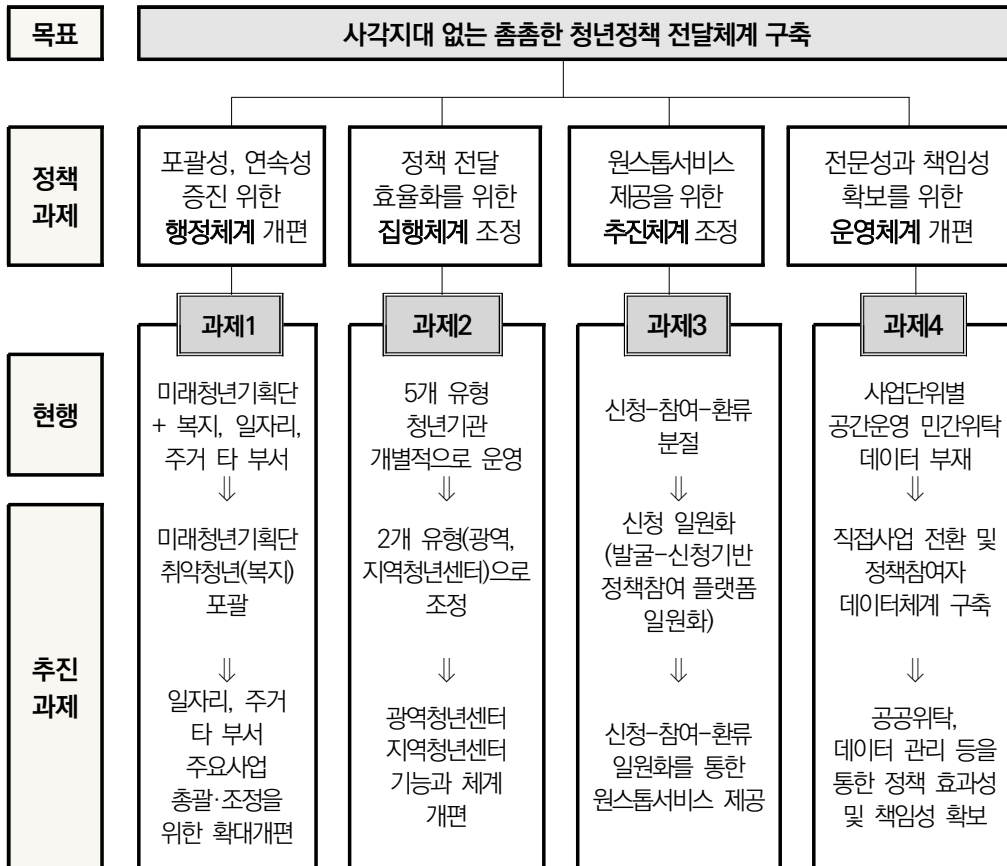 목표
사각지대 없는 촘촘한 청년정책 전달체계 구축
정책
과제
포괄성, 연속성
증진 위한
행정체계 개편
정책 전달
효율화를 위한
집행체계 조정
원스톱서비스
제공을 위한
추진체계 조정
전문성과 책임성
확보를 위한
운영체계 개편
과제1
과제2
과제3
과제4
현행
미래청년기획단
+ 복지, 일자리,
주거 타 부서
⇓
5개 유형
청년기관
개별적으로 운영
⇓
신청-참여-환류
분절
⇓
사업단위별
공간운영 민간위탁
데이터 부재
⇓
추진
과제
미래청년기획단
취약청년(복지)
포괄
⇓
일자리, 주거
타 부서
주요사업
총괄·조정을
위한 확대개편
2개 유형(광역,
지역청년센터)으로
조정
⇓
광역청년센터
지역청년센터
기능과 체계
개편
신청 일원화
(발굴-신청기반
정책참여 플랫폼
일원화)
⇓
신청-참여-환류
일원화를 통한
원스톱서비스 제공
직접사업 전환 및
정책참여자
데이터체계 구축
⇓
공공위탁,
데이터 관리 등을
통한 정책 효과성
및 책임성 확보